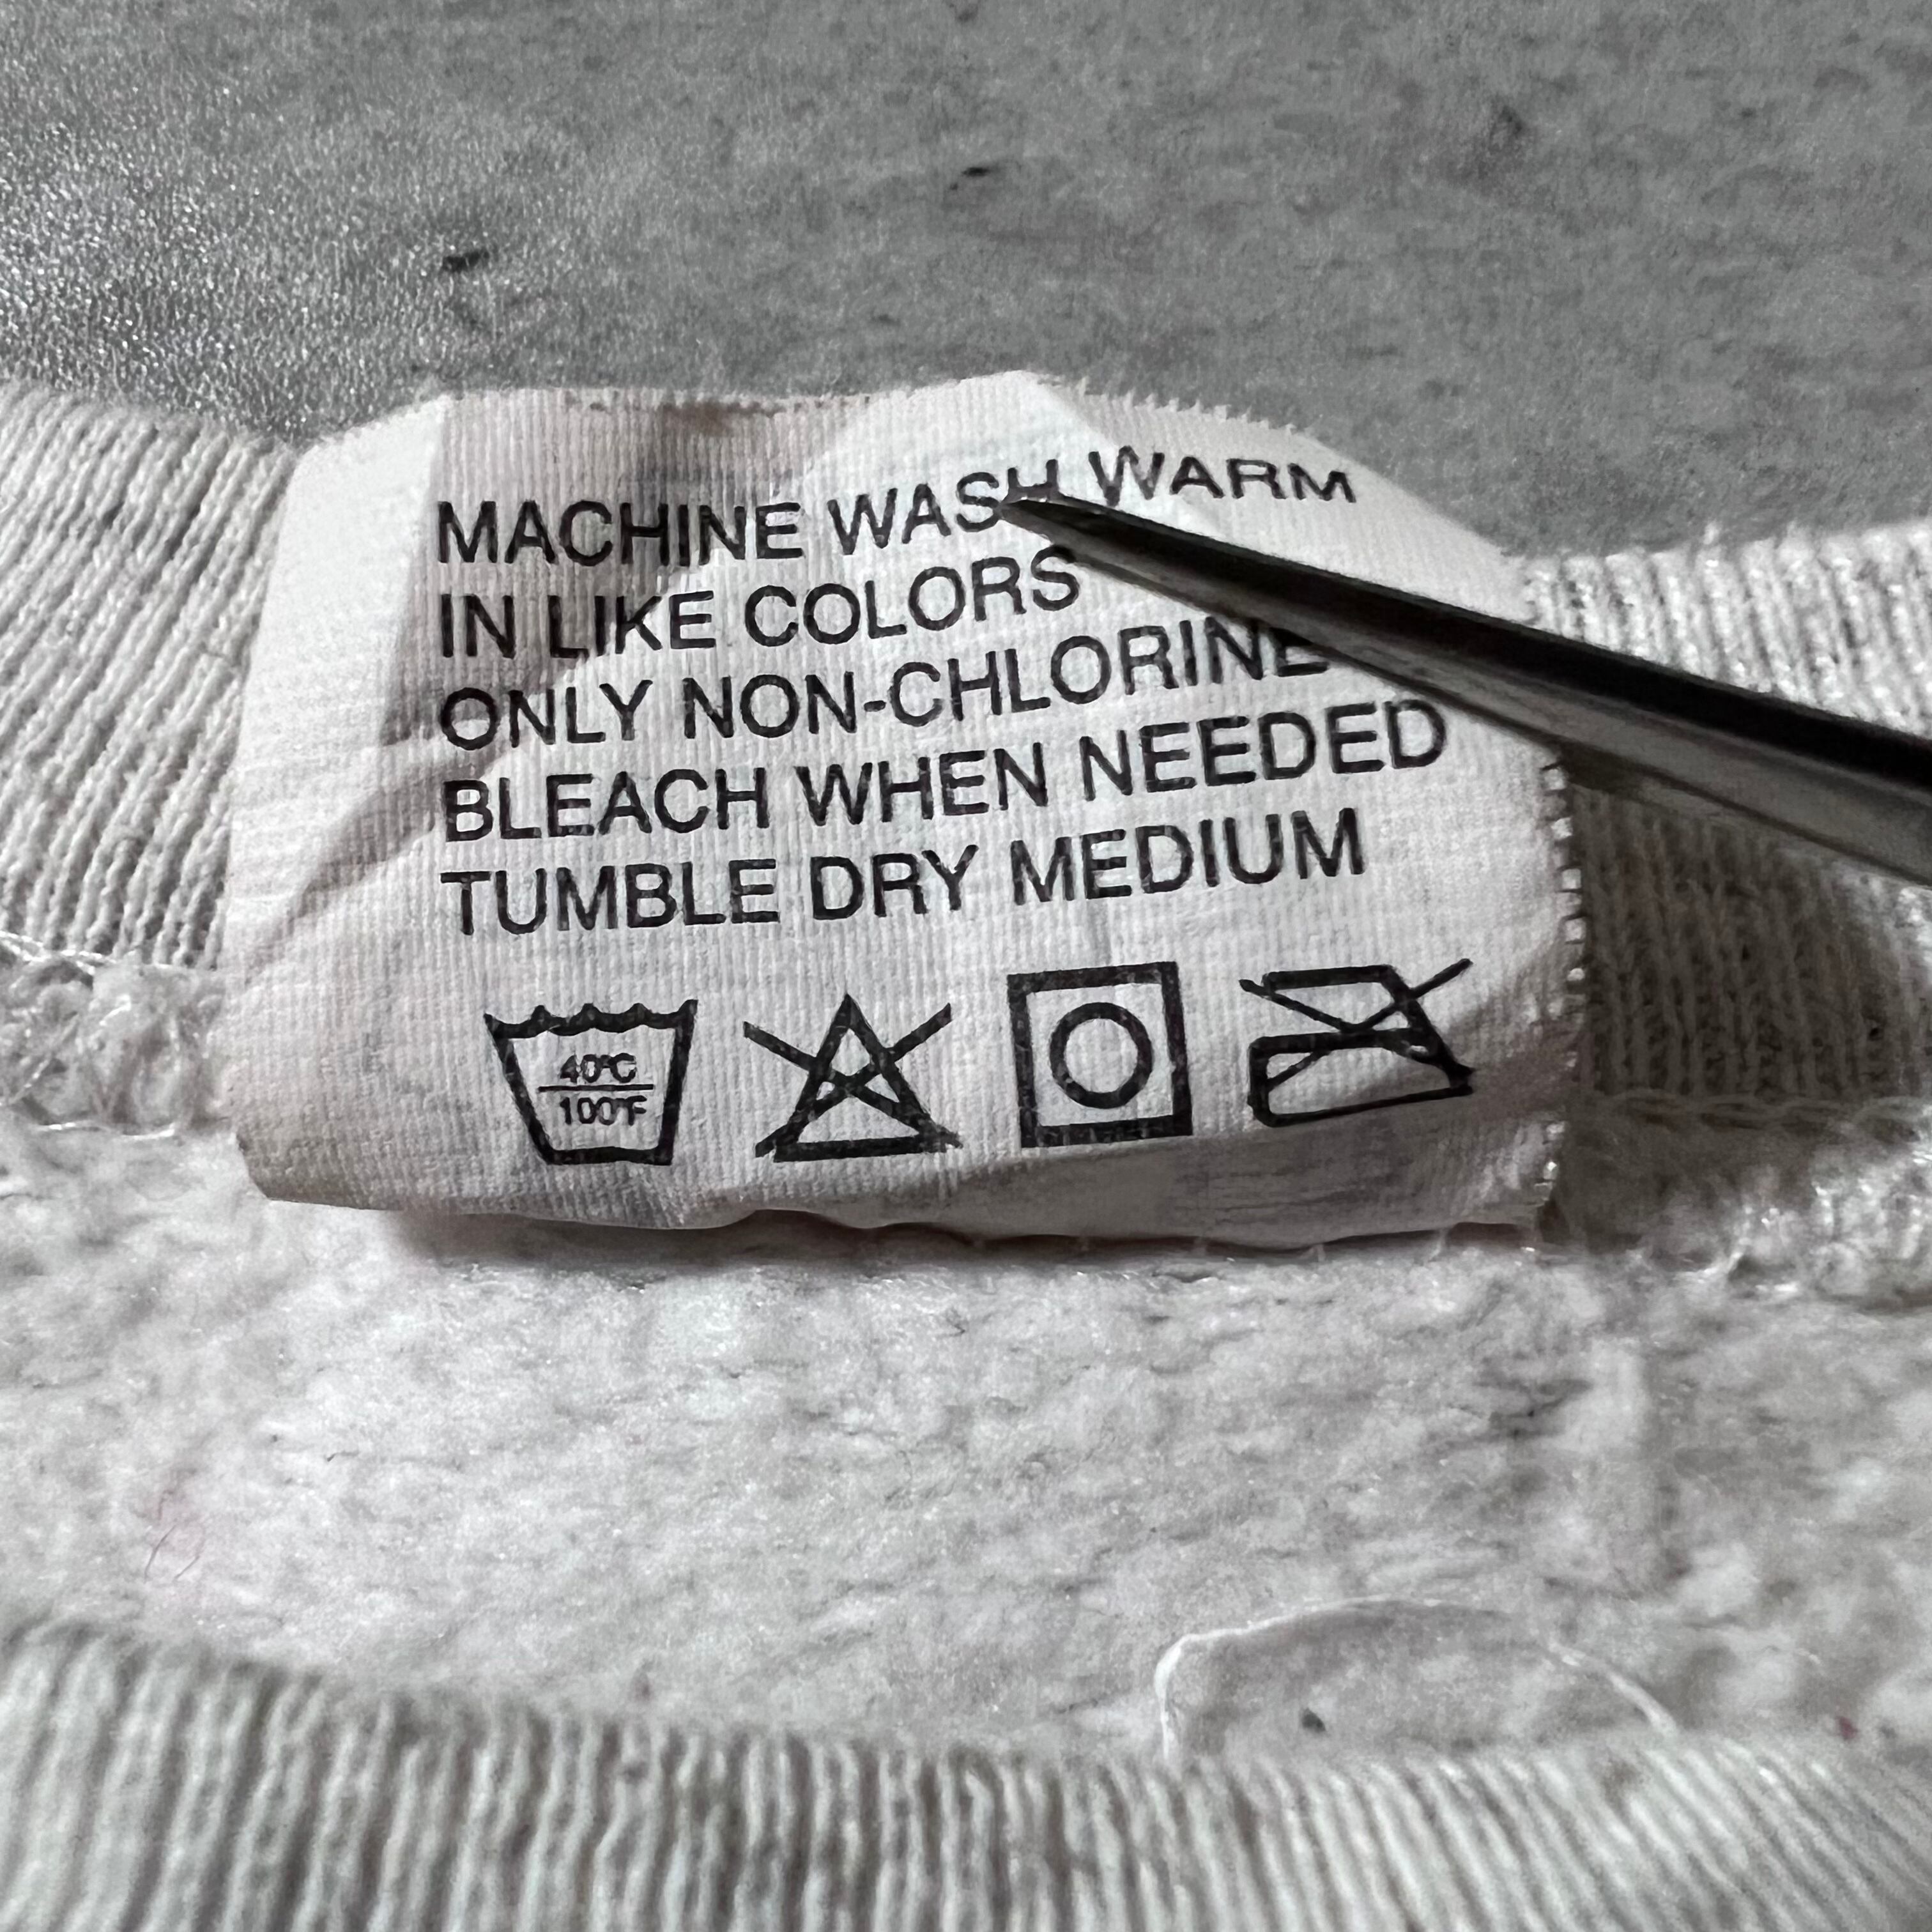 MACHINE WASH WARM
IN LIKE COLORS
ONLY NON-CHLORINE
BLEACH WHEN NEEDED
TUMBLE DRY MEDIUM
40°C
100°F